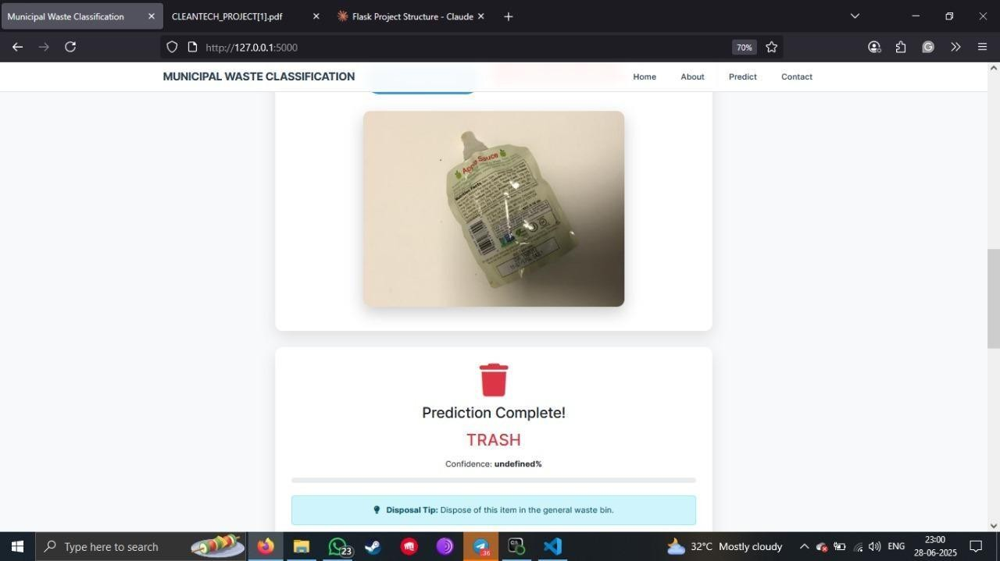 Municipal Waste Classification
CLEANTECH_PROJECT[1].pdf
Flask Project Structure - Claude
http://127.0.0.1:5000
70%
MUNICIPAL WASTE CLASSIFICATION
Home
About
Predict
Contact
Apple Sauce
Nutrition Facts
Prediction Complete!
TRASH
Confidence: undefined%
Disposal Tip: Dispose of this item in the general waste bin.
Type here to search
23
36
32°C Mostly cloudy
ENG
23:00
28-06-2025